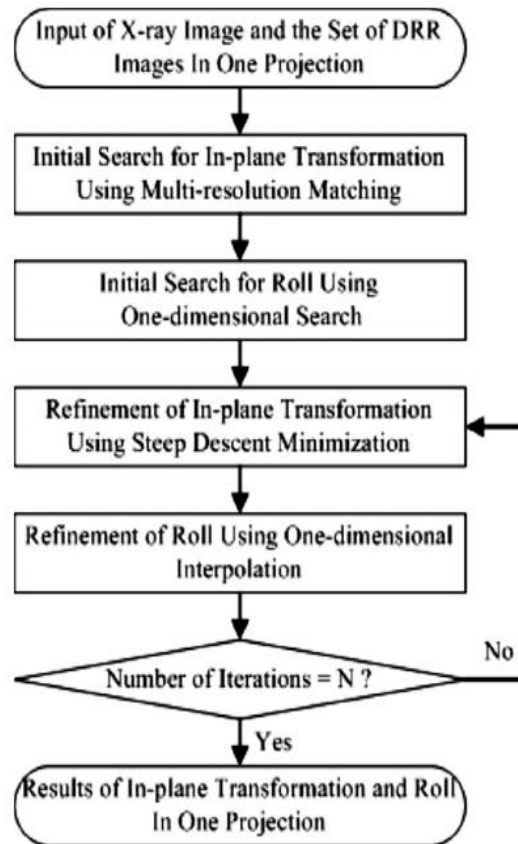 Input of X-ray Image and the Set of DRR
Images In One Projection
Initial Search for In-plane Transformation
Using Multi-resolution Matching
Initial Search for Roll Using
One-dimensional Search
Refinement of In-plane Transformation
Using Steep Descent Minimization
Refinement of Roll Using One-dimensional
Interpolation
Number of Iterations = N ?
No
Yes
Results of In-plane Transformation and Roll
In One Projection